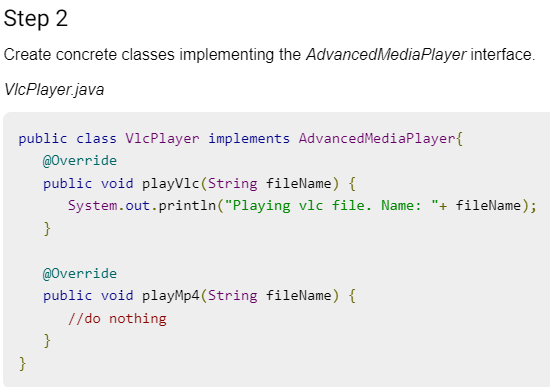 Step 2
Create concrete classes implementing the AdvancedMediaPlayer interface.
VlcPlayer.java
public class VlcPlayer implements AdvancedMediaPlayer{
   @Override
   public void playVlc(String fileName) {
      System.out.println("Playing vlc file. Name: "+ fileName);
   }

   @Override
   public void playMp4(String fileName) {
      //do nothing
   }
}